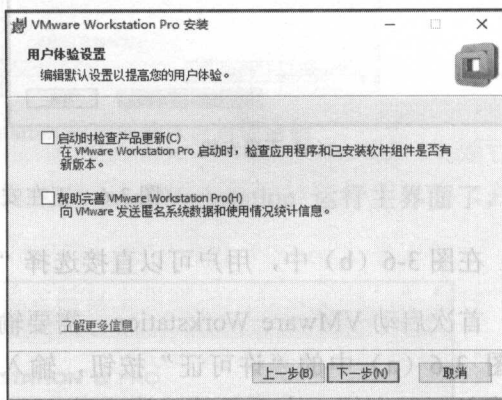 VMware Workstation Pro 安装
用户体验设置
编辑默认设置以提高您的用户体验。
启动时检查产品更新(C)
在 VMware Workstation Pro 启动时，检查应用程序和已安装软件组件是否有
新版本。
帮助完善 VMware Workstation Pro(H)
向 VMware 发送匿名系统数据和使用情况统计信息。
了解更多信息
上一步(B) 下一步(N) 取消